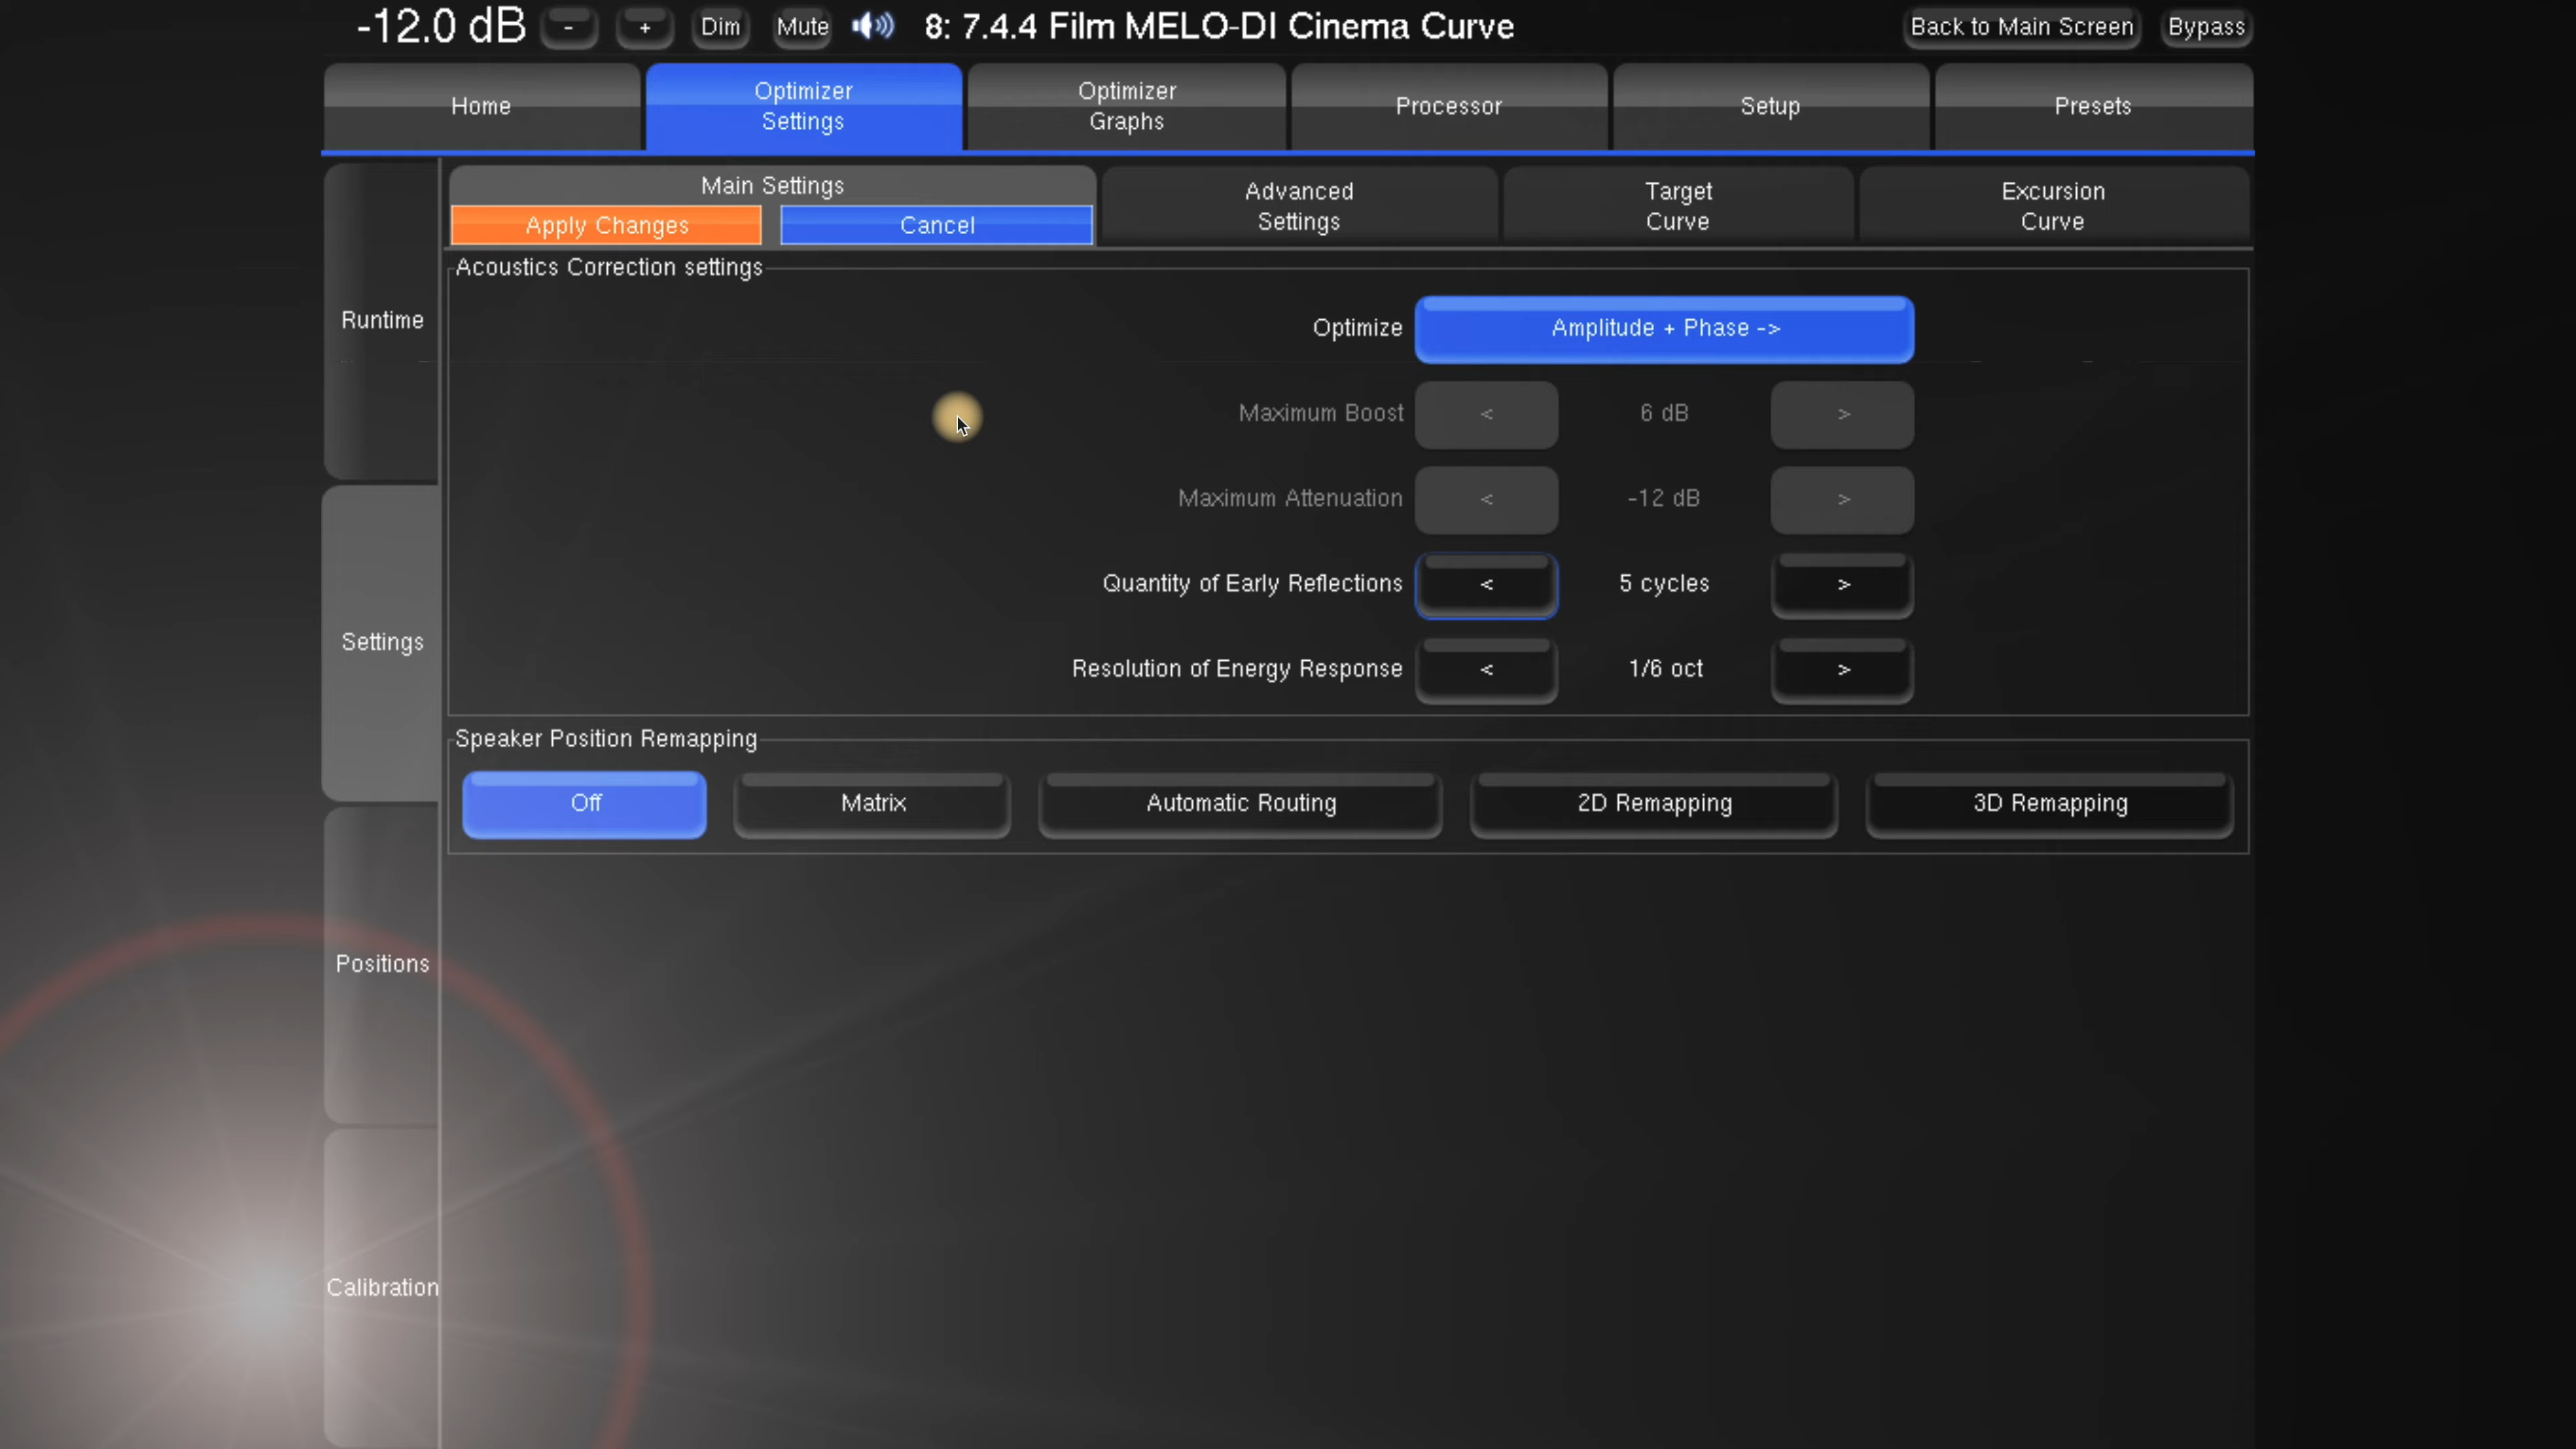 -12.0 dB - + Dim Mute 8: 7.4.4 Film MELO-DI Cinema Curve Back to Main Screen Bypass
Home
Optimizer
Settings
Optimizer
Graphs
Processor
Setup
Presets
Main Settings
Apply Changes Cancel
Advanced
Settings
Target
Curve
Excursion
Curve
Runtime
Settings
Positions
Calibration
Acoustics Correction settings
Optimize Amplitude + Phase ->
Maximum Boost < 6 dB >
Maximum Attenuation < -12 dB >
Quantity of Early Reflections < 5 cycles >
Resolution of Energy Response < 1/6 oct >
Speaker Position Remapping
Off Matrix Automatic Routing 2D Remapping 3D Remapping